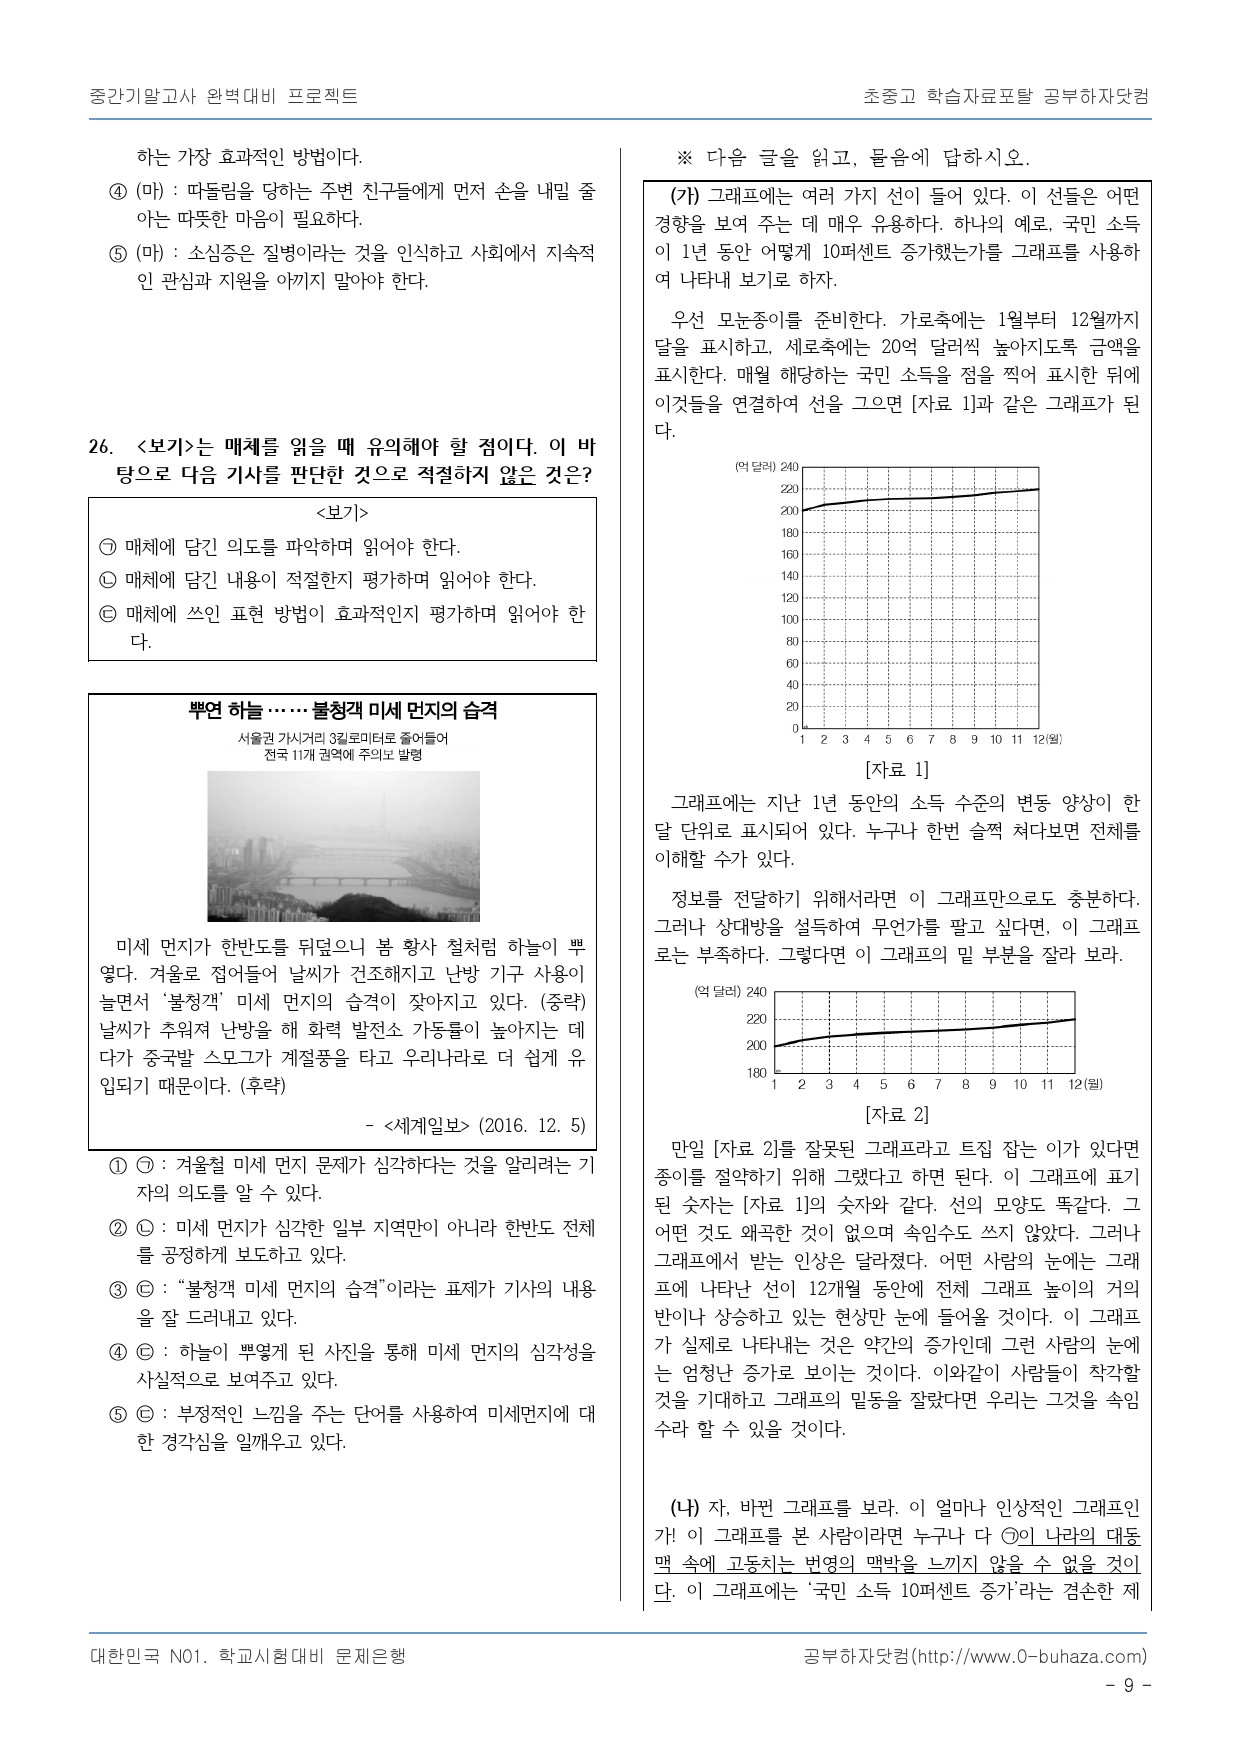 중간기말고사 완벽대비 프로젝트
초중고 학습자료포탈 공부하자닷컴
하는 가장 효과적인 방법이다.
④ (마) : 따돌림을 당하는 주변 친구들에게 먼저 손을 내밀 줄
아는 따뜻한 마음이 필요하다.
⑤ (마) : 소심증은 질병이라는 것을 인식하고 사회에서 지속적
인 관심과 지원을 아끼지 말아야 한다.
26. <보기>는 매체를 읽을 때 유의해야 할 점이다. 이 바
탕으로 다음 기사를 판단한 것으로 적절하지 않은 것은?
<보기>
㉠ 매체에 담긴 의도를 파악하며 읽어야 한다.
㉡ 매체에 담긴 내용이 적절한지 평가하며 읽어야 한다.
㉢ 매체에 쓰인 표현 방법이 효과적인지 평가하며 읽어야 한
다.
뿌연 하늘 …… 불청객 미세 먼지의 습격
서울권 가시거리 3킬로미터로 줄어들어
전국 11개 권역에 주의보 발령
미세 먼지가 한반도를 뒤덮으니 봄 황사 철처럼 하늘이 뿌
옇다. 겨울로 접어들어 날씨가 건조해지고 난방 기구 사용이
늘면서 ‘불청객’ 미세 먼지의 습격이 잦아지고 있다. (중략)
날씨가 추워져 난방을 해 화력 발전소 가동률이 높아지는 데
다가 중국발 스모그가 계절풍을 타고 우리나라로 더 쉽게 유
입되기 때문이다. (후략)
- <세계일보> (2016. 12. 5)
① ㉠ : 겨울철 미세 먼지 문제가 심각하다는 것을 알리려는 기
자의 의도를 알 수 있다.
② ㉡ : 미세 먼지가 심각한 일부 지역만이 아니라 한반도 전체
를 공정하게 보도하고 있다.
③ ㉢ : “불청객 미세 먼지의 습격”이라는 표제가 기사의 내용
을 잘 드러내고 있다.
④ ㉢ : 하늘이 뿌옇게 된 사진을 통해 미세 먼지의 심각성을
사실적으로 보여주고 있다.
⑤ ㉢ : 부정적인 느낌을 주는 단어를 사용하여 미세먼지에 대
한 경각심을 일깨우고 있다.
※ 다음 글을 읽고, 물음에 답하시오.
(가) 그래프에는 여러 가지 선이 들어 있다. 이 선들은 어떤
경향을 보여 주는 데 매우 유용하다. 하나의 예로, 국민 소득
이 1년 동안 어떻게 10퍼센트 증가했는가를 그래프를 사용하
여 나타내 보기로 하자.
우선 모눈종이를 준비한다. 가로축에는 1월부터 12월까지
달을 표시하고, 세로축에는 20억 달러씩 높아지도록 금액을
표시한다. 매월 해당하는 국민 소득을 점을 찍어 표시한 뒤에
이것들을 연결하여 선을 그으면 [자료 1]과 같은 그래프가 된
다.
(억 달러) 240
220
200
180
160
140
120
100
80
60
40
20
0
1 2 3 4 5 6 7 8 9 10 11 12(월)
[자료 1]
그래프에는 지난 1년 동안의 소득 수준의 변동 양상이 한
달 단위로 표시되어 있다. 누구나 한번 슬쩍 쳐다보면 전체를
이해할 수가 있다.
정보를 전달하기 위해서라면 이 그래프만으로도 충분하다.
그러나 상대방을 설득하여 무언가를 팔고 싶다면, 이 그래프
로는 부족하다. 그렇다면 이 그래프의 밑 부분을 잘라 보라.
(억 달러) 240
220
200
180
1 2 3 4 5 6 7 8 9 10 11 12(월)
[자료 2]
만일 [자료 2]를 잘못된 그래프라고 트집 잡는 이가 있다면
종이를 절약하기 위해 그랬다고 하면 된다. 이 그래프에 표기
된 숫자는 [자료 1]의 숫자와 같다. 선의 모양도 똑같다. 그
어떤 것도 왜곡한 것이 없으며 속임수도 쓰지 않았다. 그러나
그래프에서 받는 인상은 달라졌다. 어떤 사람의 눈에는 그래
프에 나타난 선이 12개월 동안에 전체 그래프 높이의 거의
반이나 상승하고 있는 현상만 눈에 들어올 것이다. 이 그래프
가 실제로 나타내는 것은 약간의 증가인데 그런 사람의 눈에
는 엄청난 증가로 보이는 것이다. 이와같이 사람들이 착각할
것을 기대하고 그래프의 밑동을 잘랐다면 우리는 그것을 속임
수라 할 수 있을 것이다.
(나) 자, 바뀐 그래프를 보라. 이 얼마나 인상적인 그래프인
가! 이 그래프를 본 사람이라면 누구나 다 ㉠이 나라의 대동
맥 속에 고동치는 번영의 맥박을 느끼지 않을 수 없을 것이
다. 이 그래프에는 ‘국민 소득 10퍼센트 증가’라는 겸손한 제
대한민국 N01. 학교시험대비 문제은행
공부하자닷컴(http://www.0-buhaza.com)
- 9 -